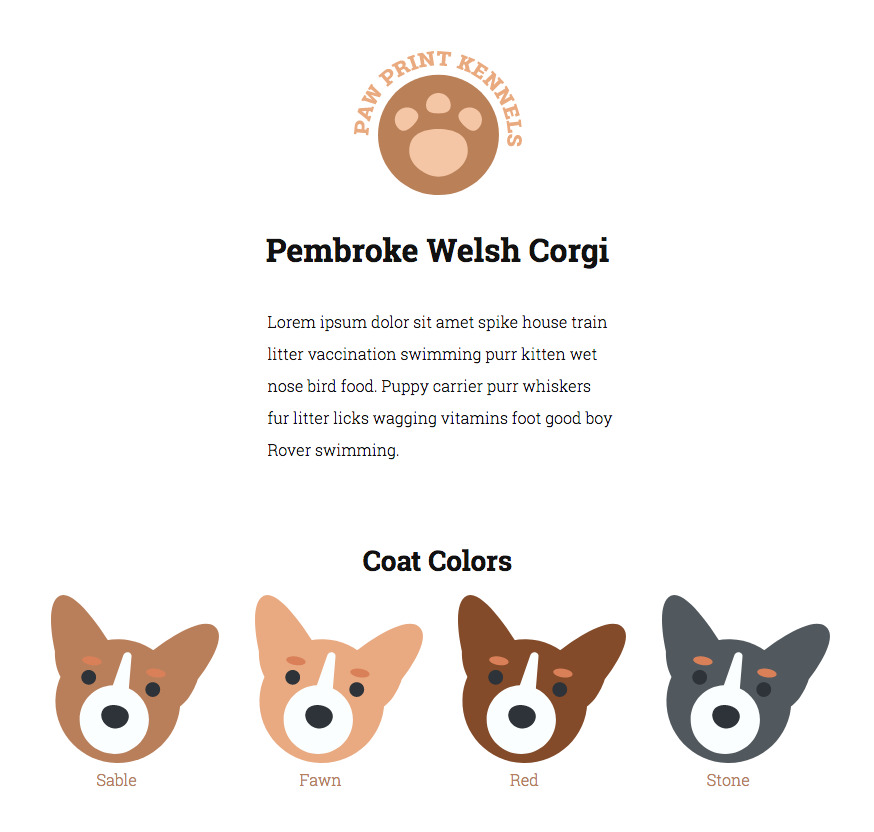 PAW PRINT KENNELS
Pembroke Welsh Corgi
Lorem ipsum dolor sit amet spike house train
litter vaccination swimming purr kitten wet
nose bird food. Puppy carrier purr whiskers
fur litter licks wagging vitamins foot good boy
Rover swimming.
Coat Colors
Sable
Fawn
Red
Stone